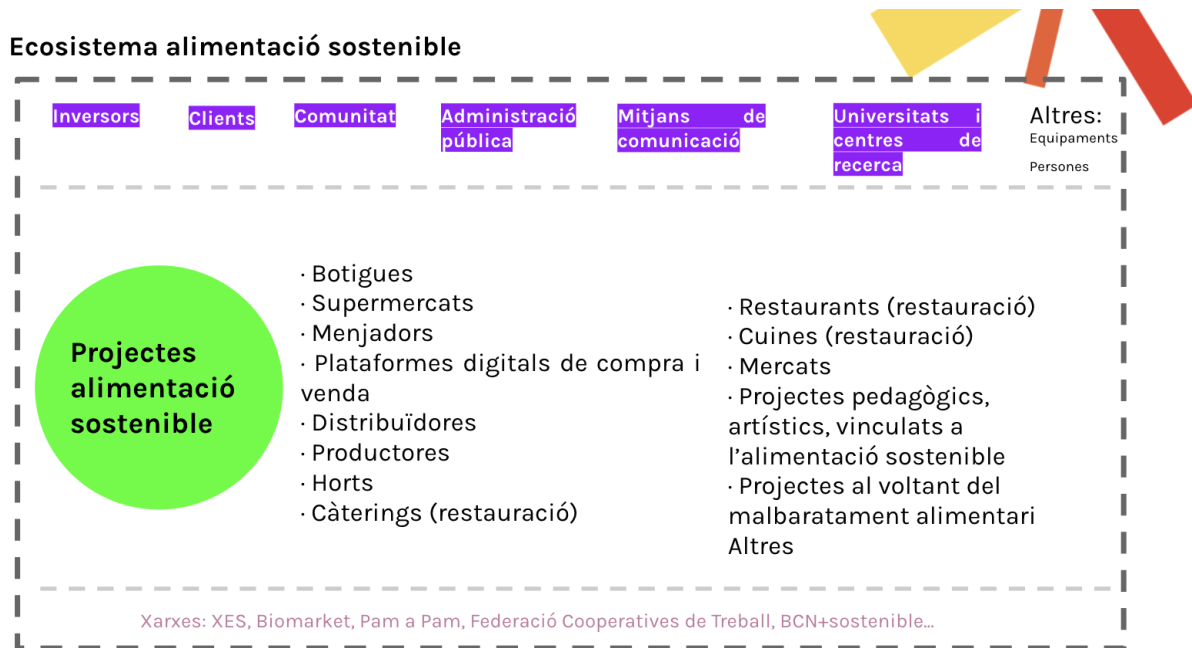 Ecosistema alimentació sostenible
Inversors
Clients
Comunitat
Administració
pública
Mitjans de
comunicació
Universitats i
centres de
recerca
Altres:
Equipaments
Persones
Projectes
alimentació
sostenible
· Botigues
· Supermercats
· Menjadors
· Plataformes digitals de compra i
venda
· Distribuïdores
· Productores
· Horts
· Càterings (restauració)
· Restaurants (restauració)
· Cuines (restauració)
· Mercats
· Projectes pedagògics,
artístics, vinculats a
l’alimentació sostenible
· Projectes al voltant del
malbaratament alimentari
Altres
Xarxes: XES, Biomarket, Pam a Pam, Federació Cooperatives de Treball, BCN+sostenible...